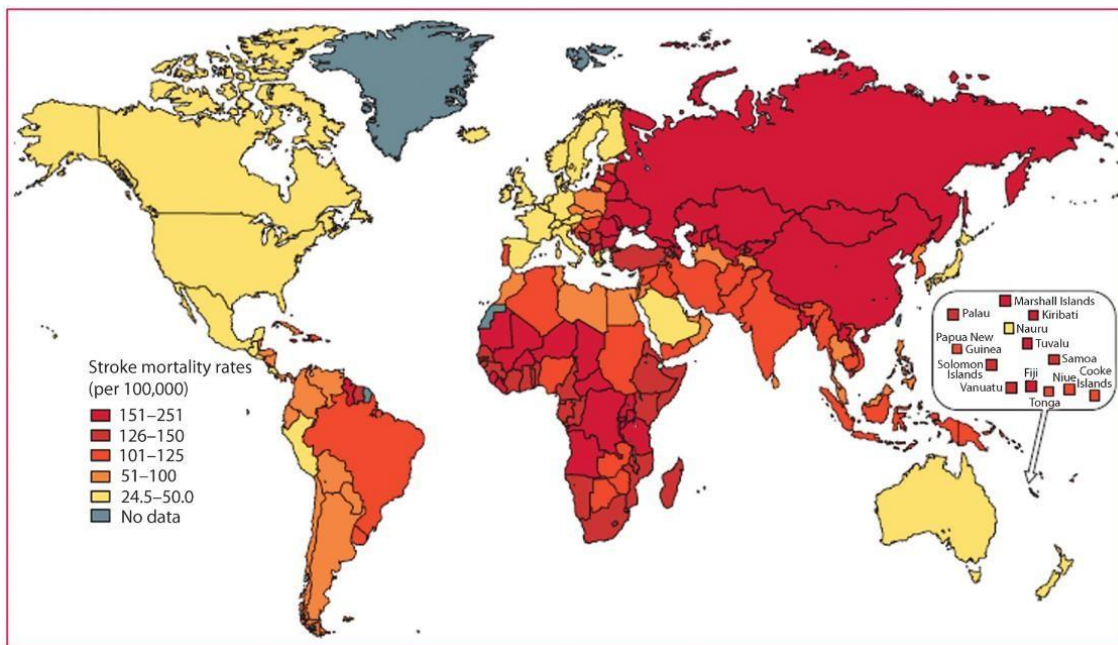 Stroke mortality rates
(per 100,000)
151–251
126–150
101–125
51–100
24.5–50.0
No data
Marshall Islands
Palau
Kiribati
Nauru
Papua New
Guinea
Tuvalu
Solomon
Islands
Samoa
Fiji
Niue
Cooke
Islands
Vanuatu
Tonga